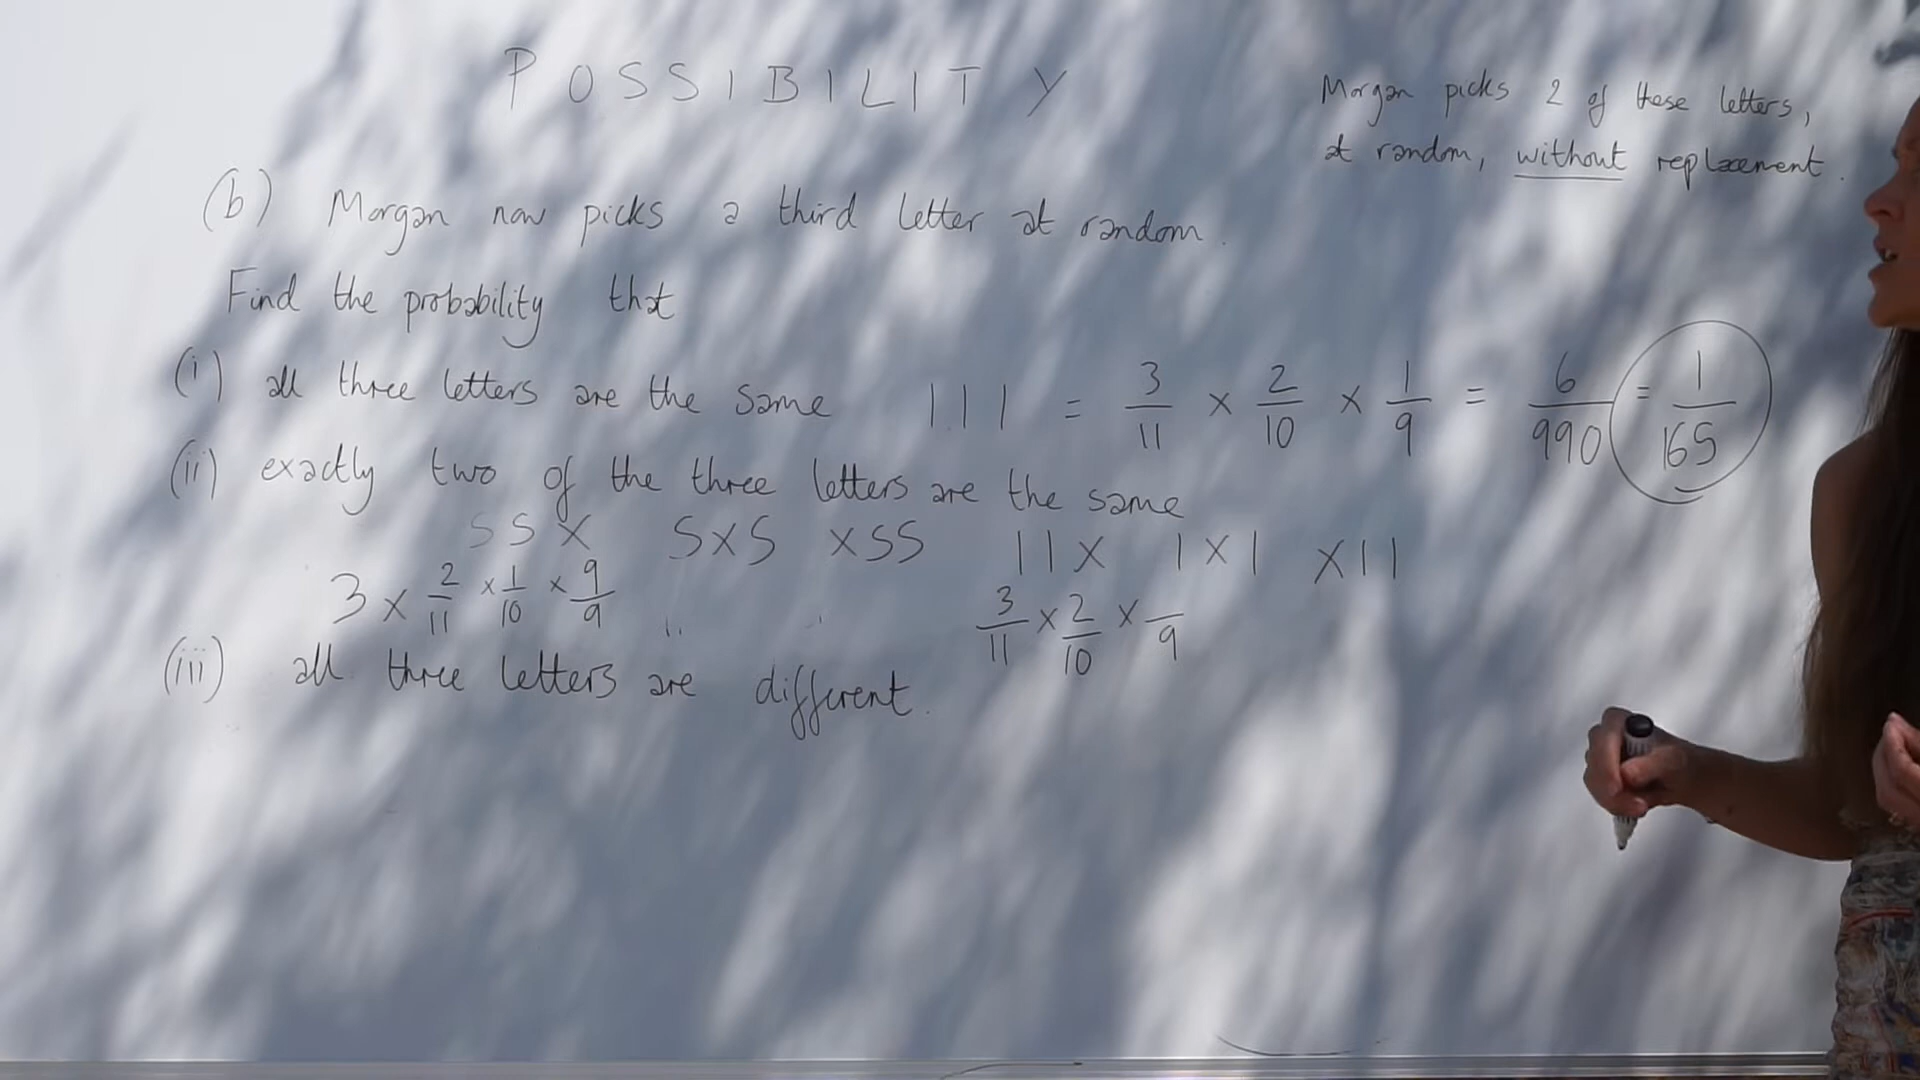 P O S S I B I L I T Y
Morgan picks 2 of these letters,
at random, without replacement.
(b) Morgan now picks a third letter at random.
Find the probability that
(i) all three letters are the same I I I = 3/11 × 2/10 × 1/9 = 6/990 = 1/165
(ii) exactly two of the three letters are the same
SSX SXS XSS IIX IXI XII
3 × 2/11 × 1/10 × 9/9 3/11 × 2/10 × /9
(iii) all three letters are different.